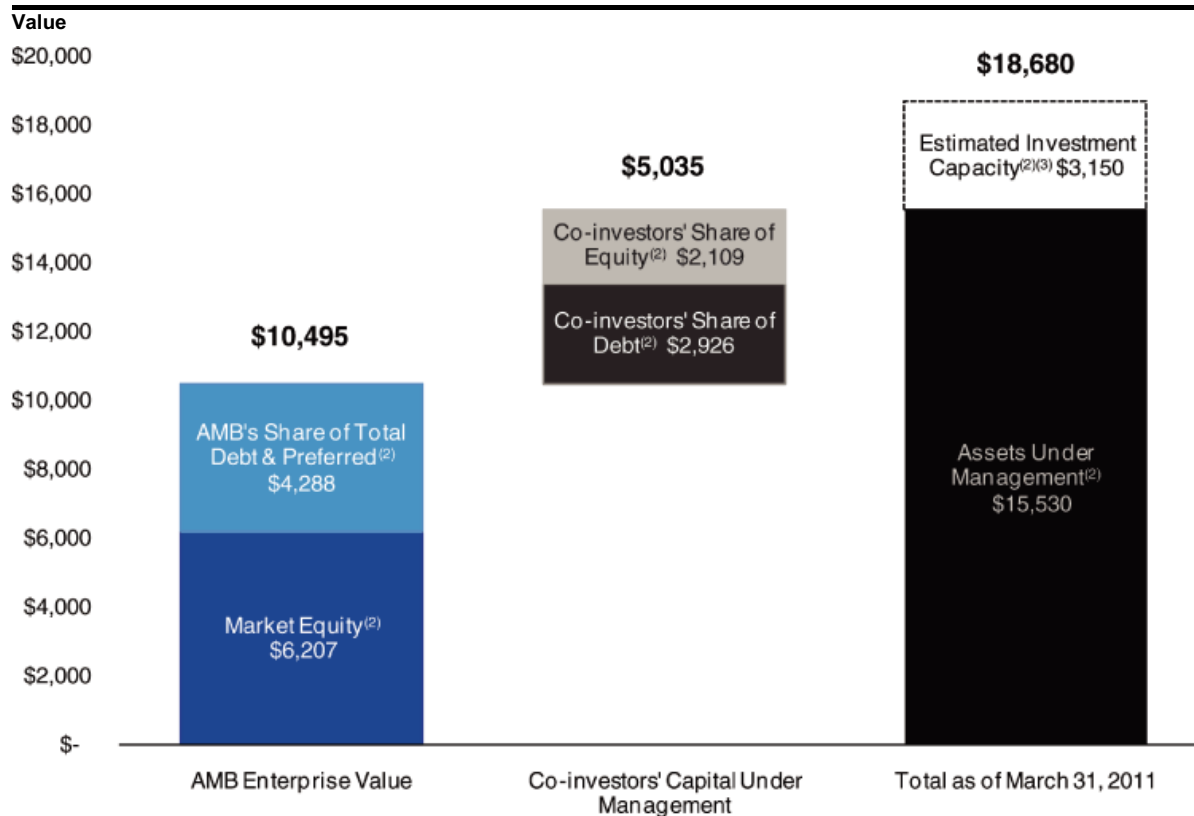 Value
$20,000
$18,000
$16,000
$14,000
$12,000
$10,000
$8,000
$6,000
$4,000
$2,000
$-
$10,495
AMB's Share of Total
Debt & Preferred(2)
$4,288
Market Equity(2)
$6,207
AMB Enterprise Value
$5,035
Co-investors' Share of
Equity(2) $2,109
Co-investors' Share of
Debt(2) $2,926
Co-investors' Capital Under
Management
$18,680
Estimated Investment
Capacity(2)(3) $3,150
Assets Under
Management(2)
$15,530
Total as of March 31, 2011